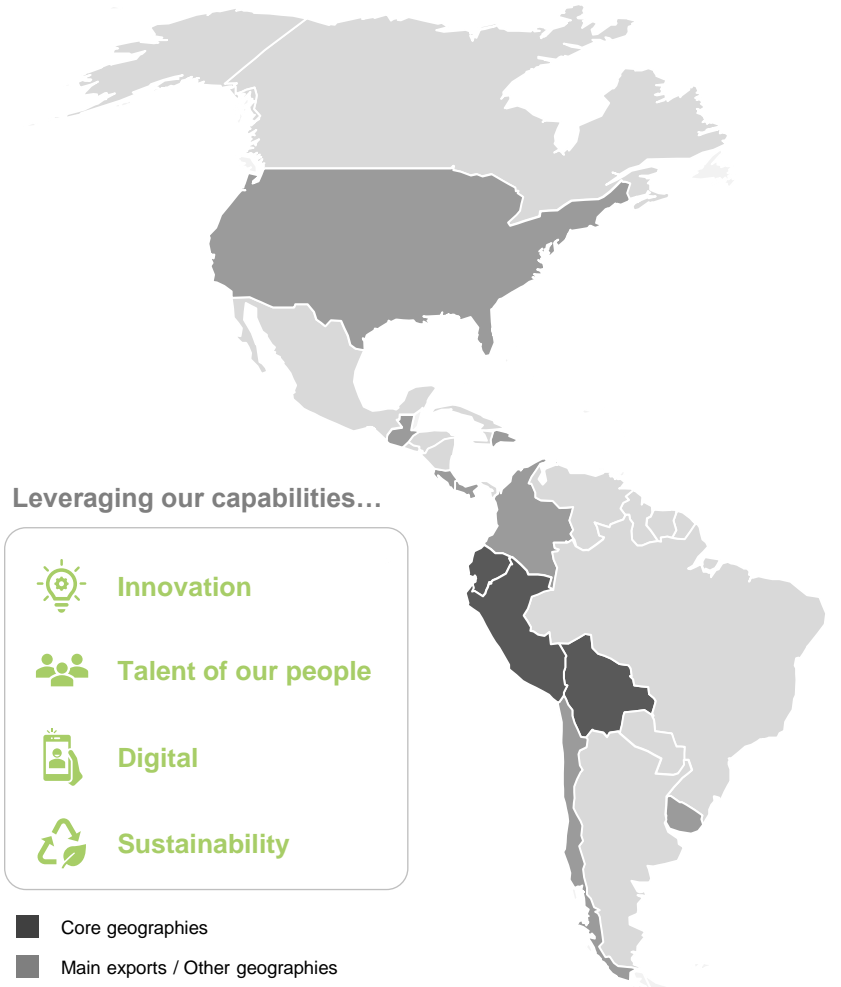 Leveraging our capabilities…
Innovation
Talent of our people
Digital
Sustainability
Core geographies
Main exports / Other geographies